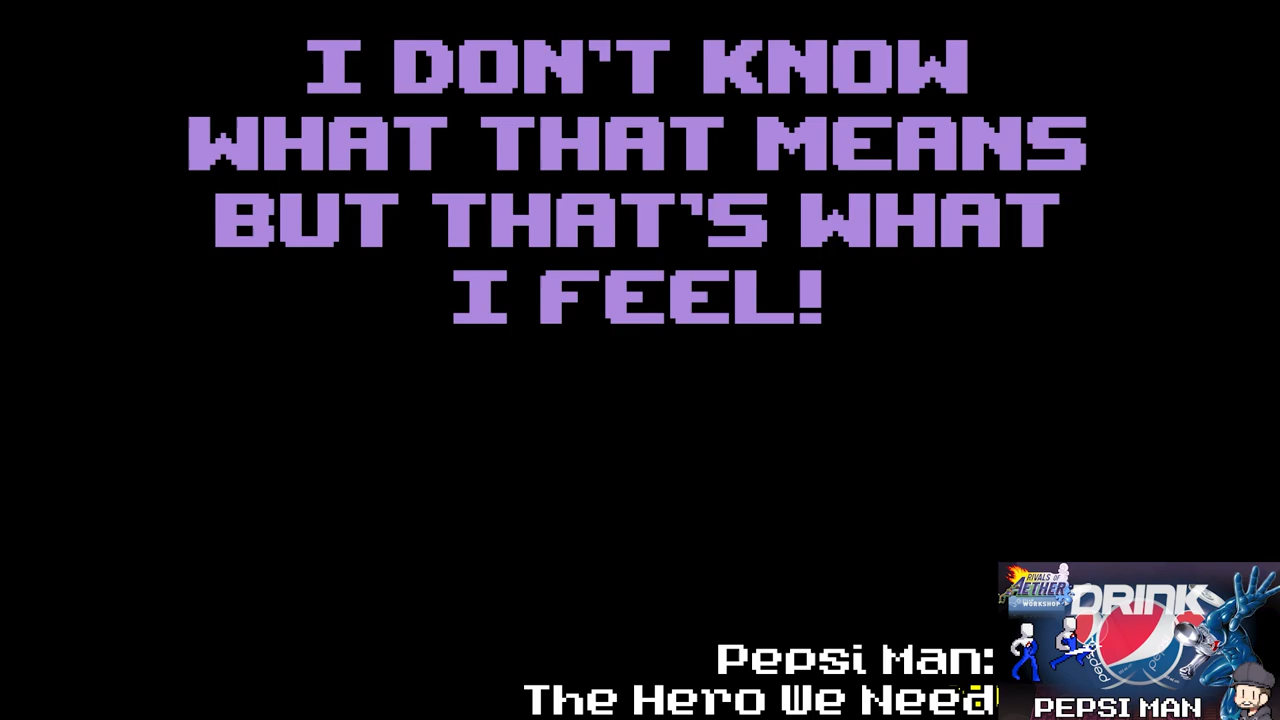 I DON'T KNOW
WHAT THAT MEANS
BUT THAT'S WHAT
I FEEL!
RIVALS OF
AETHER
WORKSHOP
DRINK
Pepsi Man:
The Hero We Need
PEPSI MAN